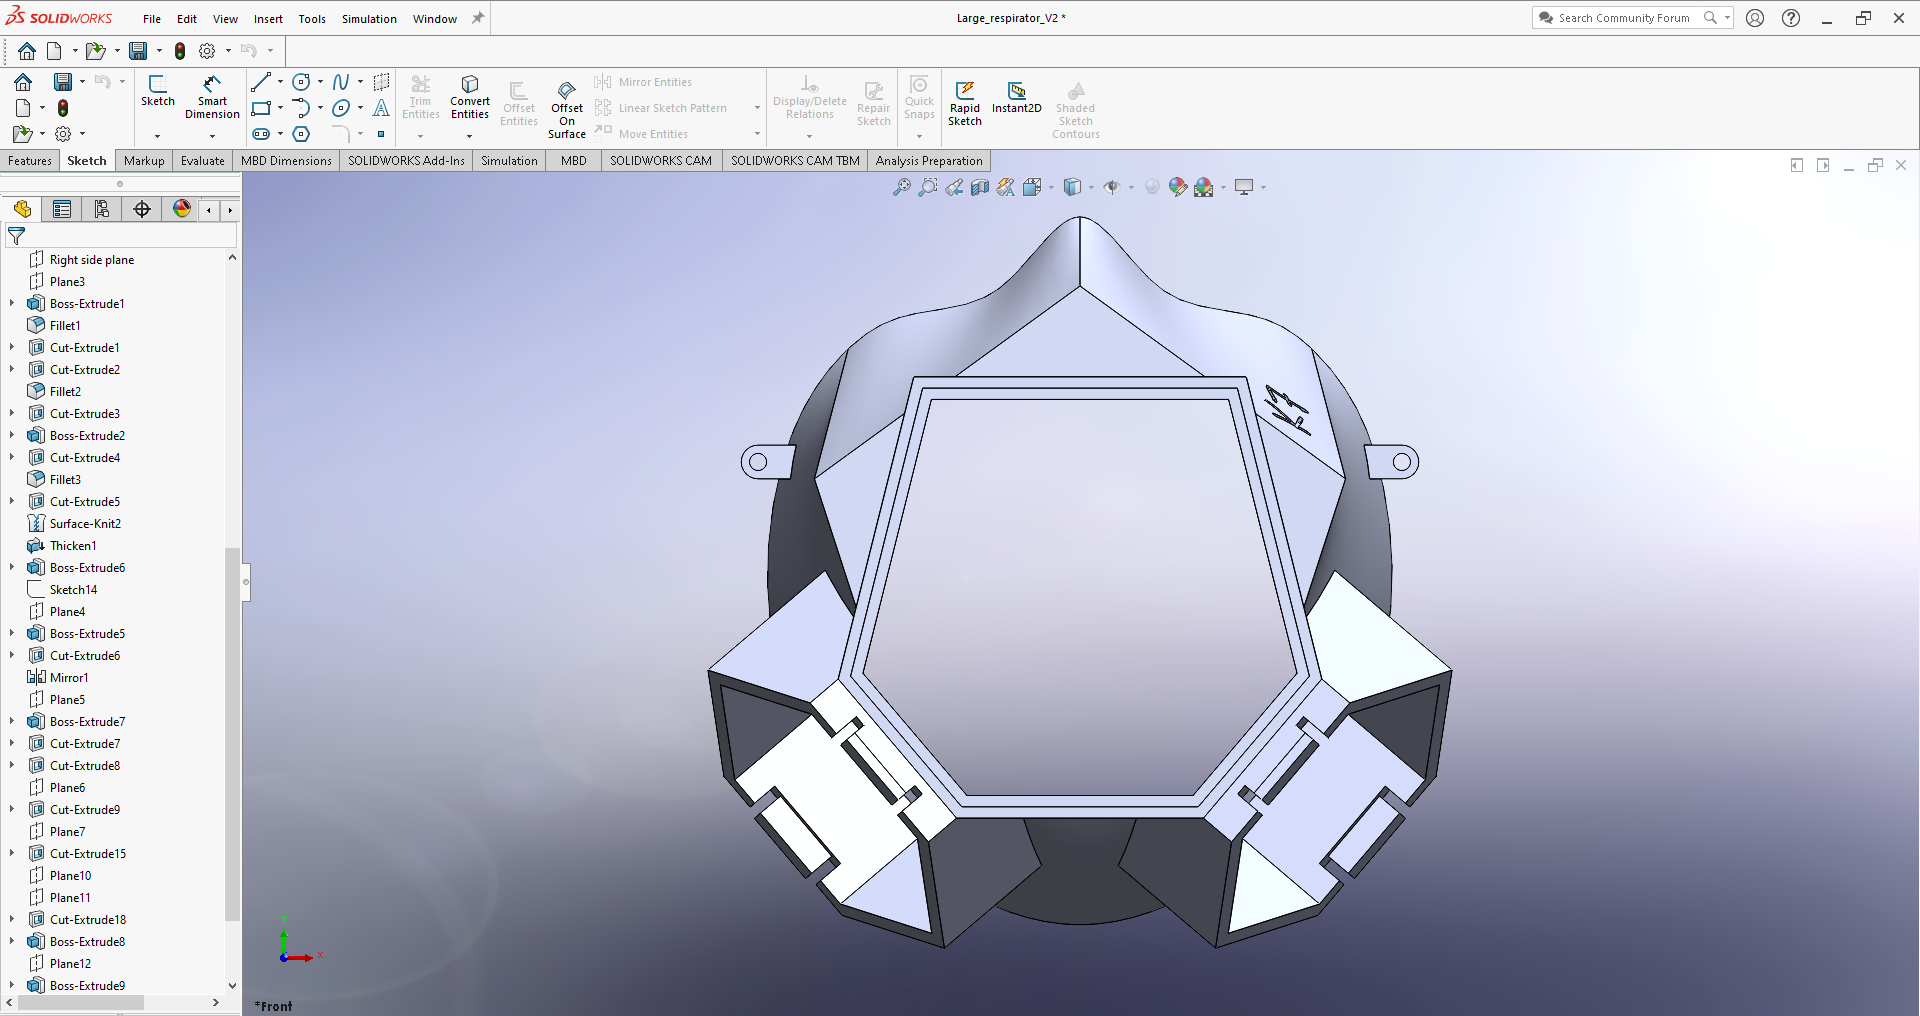 SOLIDWORKS File Edit View Insert Tools Simulation Window Large_respirator_V2 * Search Community Forum
Sketch Smart Dimension Trim Entities Convert Entities Offset Entities Offset On Surface Mirror Entities Linear Sketch Pattern Move Entities Display/Delete Relations Repair Sketch Quick Snaps Rapid Sketch Instant2D Shaded Sketch Contours
Features Sketch Markup Evaluate MBD Dimensions SOLIDWORKS Add-Ins Simulation MBD SOLIDWORKS CAM SOLIDWORKS CAM TBM Analysis Preparation
Right side plane
Plane3
Boss-Extrude1
Fillet1
Cut-Extrude1
Cut-Extrude2
Fillet2
Cut-Extrude3
Boss-Extrude2
Cut-Extrude4
Fillet3
Cut-Extrude5
Surface-Knit2
Thicken1
Boss-Extrude6
Sketch14
Plane4
Boss-Extrude5
Cut-Extrude6
Mirror1
Plane5
Boss-Extrude7
Cut-Extrude7
Cut-Extrude8
Plane6
Cut-Extrude9
Plane7
Cut-Extrude15
Plane10
Plane11
Cut-Extrude18
Boss-Extrude8
Plane12
Boss-Extrude9
Y
X
*Front